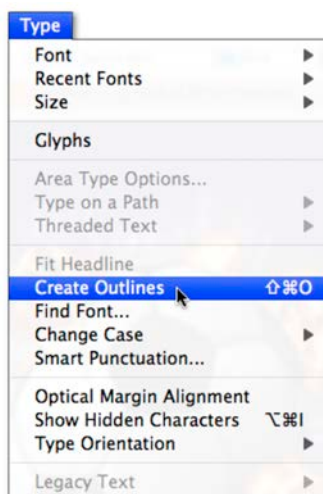 Type
Font
Recent Fonts
Size
Glyphs
Area Type Options...
Type on a Path
Threaded Text
Fit Headline
Create Outlines ⇧⌘O
Find Font...
Change Case
Smart Punctuation...
Optical Margin Alignment
Show Hidden Characters ⌥⌘I
Type Orientation
Legacy Text